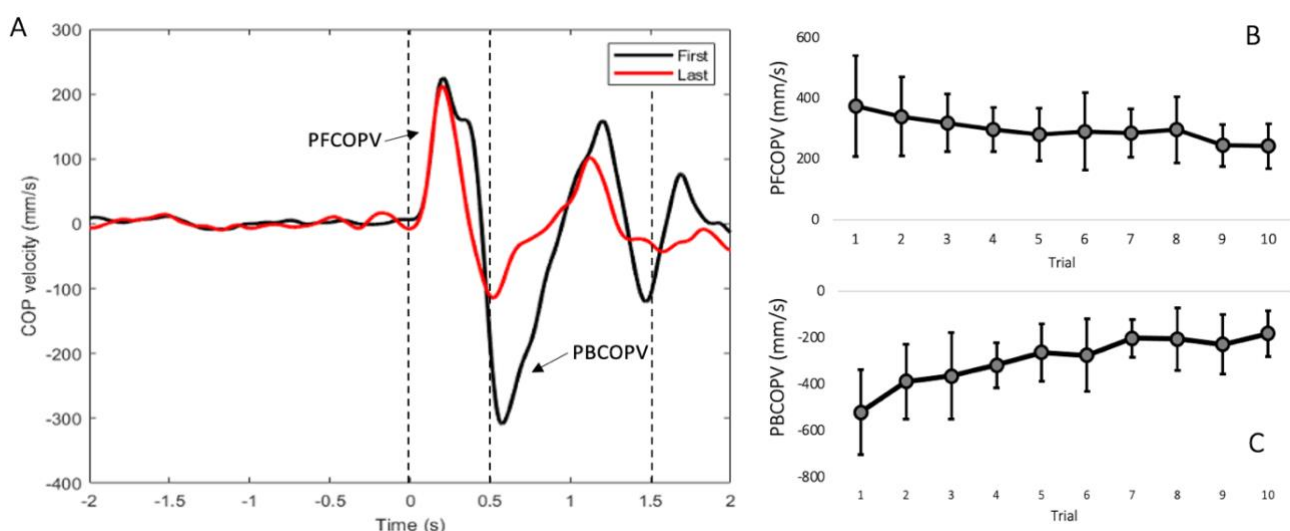 A
COP velocity (mm/s)
300
200
100
0
-100
-200
-300
-400
-2
-1.5
-1
-0.5
0
0.5
1
1.5
2
Time (s)
First
Last
PFCOPV
PBCOPV
B
PFCOPV (mm/s)
600
400
200
0
1 2 3 4 5 6 7 8 9 10
Trial
C
PBCOPV (mm/s)
0
-200
-400
-600
-800
1 2 3 4 5 6 7 8 9 10
Trial